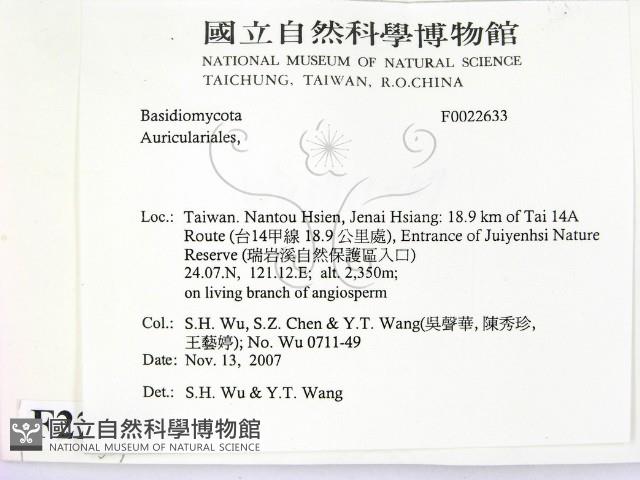 國立自然科學博物館
NATIONAL MUSEUM OF NATURAL SCIENCE
TAICHUNG, TAIWAN, R.O.CHINA
Basidiomycota F0022633
Auriculariales,
Loc.: Taiwan. Nantou Hsien, Jenai Hsiang: 18.9 km of Tai 14A
Route (台14甲線 18.9 公里處), Entrance of Juiyenhsi Nature
Reserve (瑞岩溪自然保護區入口)
24.07.N, 121.12.E; alt. 2,350m;
on living branch of angiosperm
Col.: S.H. Wu, S.Z. Chen & Y.T. Wang(吳聲華, 陳秀珍,
王藝婷); No. Wu 0711-49
Date: Nov. 13, 2007
Det.: S.H. Wu & Y.T. Wang
國立自然科學博物館
NATIONAL MUSEUM OF NATURAL SCIENCE